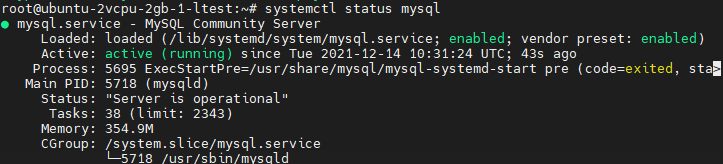 root@ubuntu-2vcpu-2gb-1-ltest:~# systemctl status mysql
● mysql.service - MySQL Community Server
Loaded: loaded (/lib/systemd/system/mysql.service; enabled; vendor preset: enabled)
Active: active (running) since Tue 2021-12-14 10:31:24 UTC; 43s ago
Process: 5695 ExecStartPre=/usr/share/mysql/mysql-systemd-start pre (code=exited, sta>
Main PID: 5718 (mysqld)
Status: "Server is operational"
Tasks: 38 (limit: 2343)
Memory: 354.9M
CGroup: /system.slice/mysql.service
└─5718 /usr/sbin/mysqld